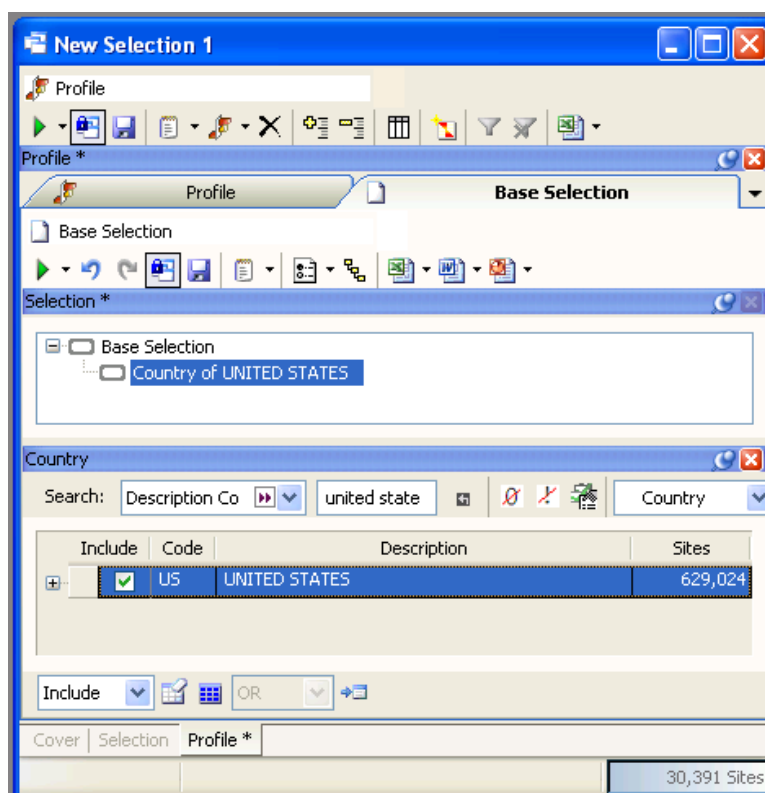 New Selection 1
Profile
Profile *
Profile Base Selection
Base Selection
Selection *
Base Selection
Country of UNITED STATES
Country
Search: Description Co united state Country
Include Code Description Sites
US UNITED STATES 629,024
Include OR
Cover Selection Profile *
30,391 Sites